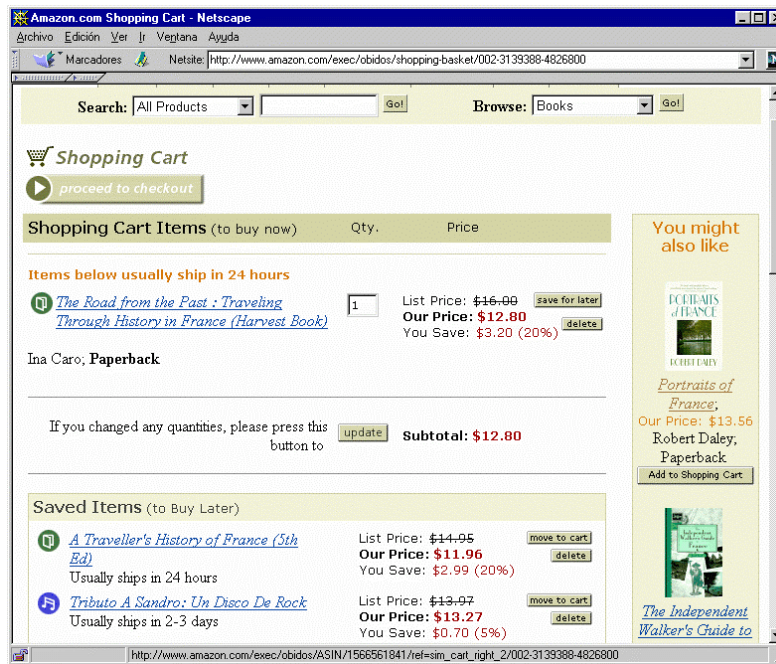 Amazon.com Shopping Cart - Netscape
Archivo Edición Ver Ir Ventana Ayuda
Marcadores Netsite: http://www.amazon.com/exec/obidos/shopping-basket/002-3139388-4826800
Search: All Products Go! Browse: Books Go!
Shopping Cart
proceed to checkout
Shopping Cart Items (to buy now) Qty. Price
Items below usually ship in 24 hours
The Road from the Past : Traveling
Through History in France (Harvest Book)
Ina Caro; Paperback
1
List Price: $16.00 save for later
Our Price: $12.80
You Save: $3.20 (20%) delete
If you changed any quantities, please press this
button to update Subtotal: $12.80
Saved Items (to Buy Later)
A Traveller's History of France (5th
Ed)
Usually ships in 24 hours
List Price: $14.95 move to cart
Our Price: $11.96 delete
You Save: $2.99 (20%)
Tributo A Sandro: Un Disco De Rock
Usually ships in 2-3 days
List Price: $13.97 move to cart
Our Price: $13.27 delete
You Save: $0.70 (5%)
You might
also like
PORTRAITS
of FRANCE
ROBERT DALEY
Portraits of
France;
Our Price: $13.56
Robert Daley;
Paperback
Add to Shopping Cart
The Independent
Walker's Guide to
http://www.amazon.com/exec/obidos/ASIN/1566561841/ref=sim_cart_right_2/002-3139388-4826800